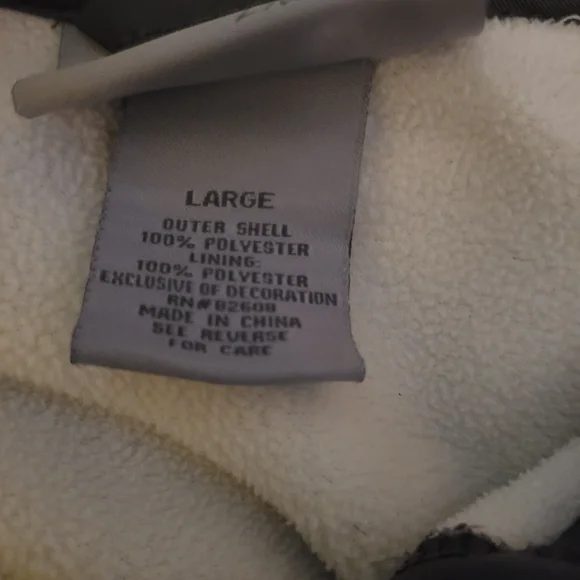 LARGE
OUTER SHELL
100% POLYESTER
LINING:
100% POLYESTER
EXCLUSIVE OF DECORATION
RN# 82608
MADE IN CHINA
SEE REVERSE
FOR CARE